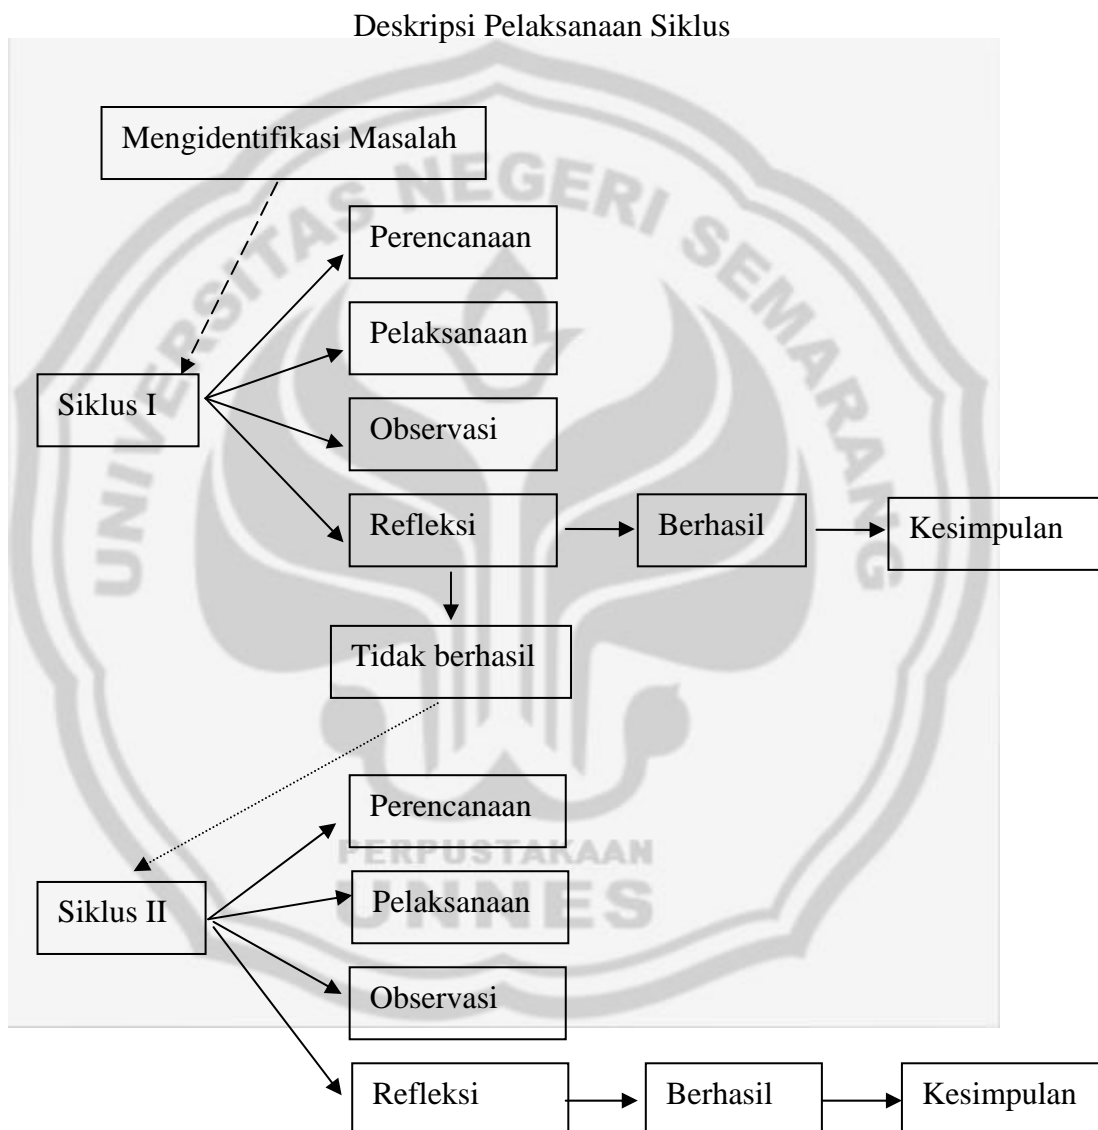 Deskripsi Pelaksanaan Siklus
Mengidentifikasi Masalah
UNIVERSITAS NEGERI SEMARANG
Perencanaan
Pelaksanaan
Siklus I
Observasi
Refleksi
Berhasil
Kesimpulan
Tidak berhasil
Perencanaan
PERPUSTAKAAN
UNNES
Siklus II
Pelaksanaan
Observasi
Refleksi
Berhasil
Kesimpulan